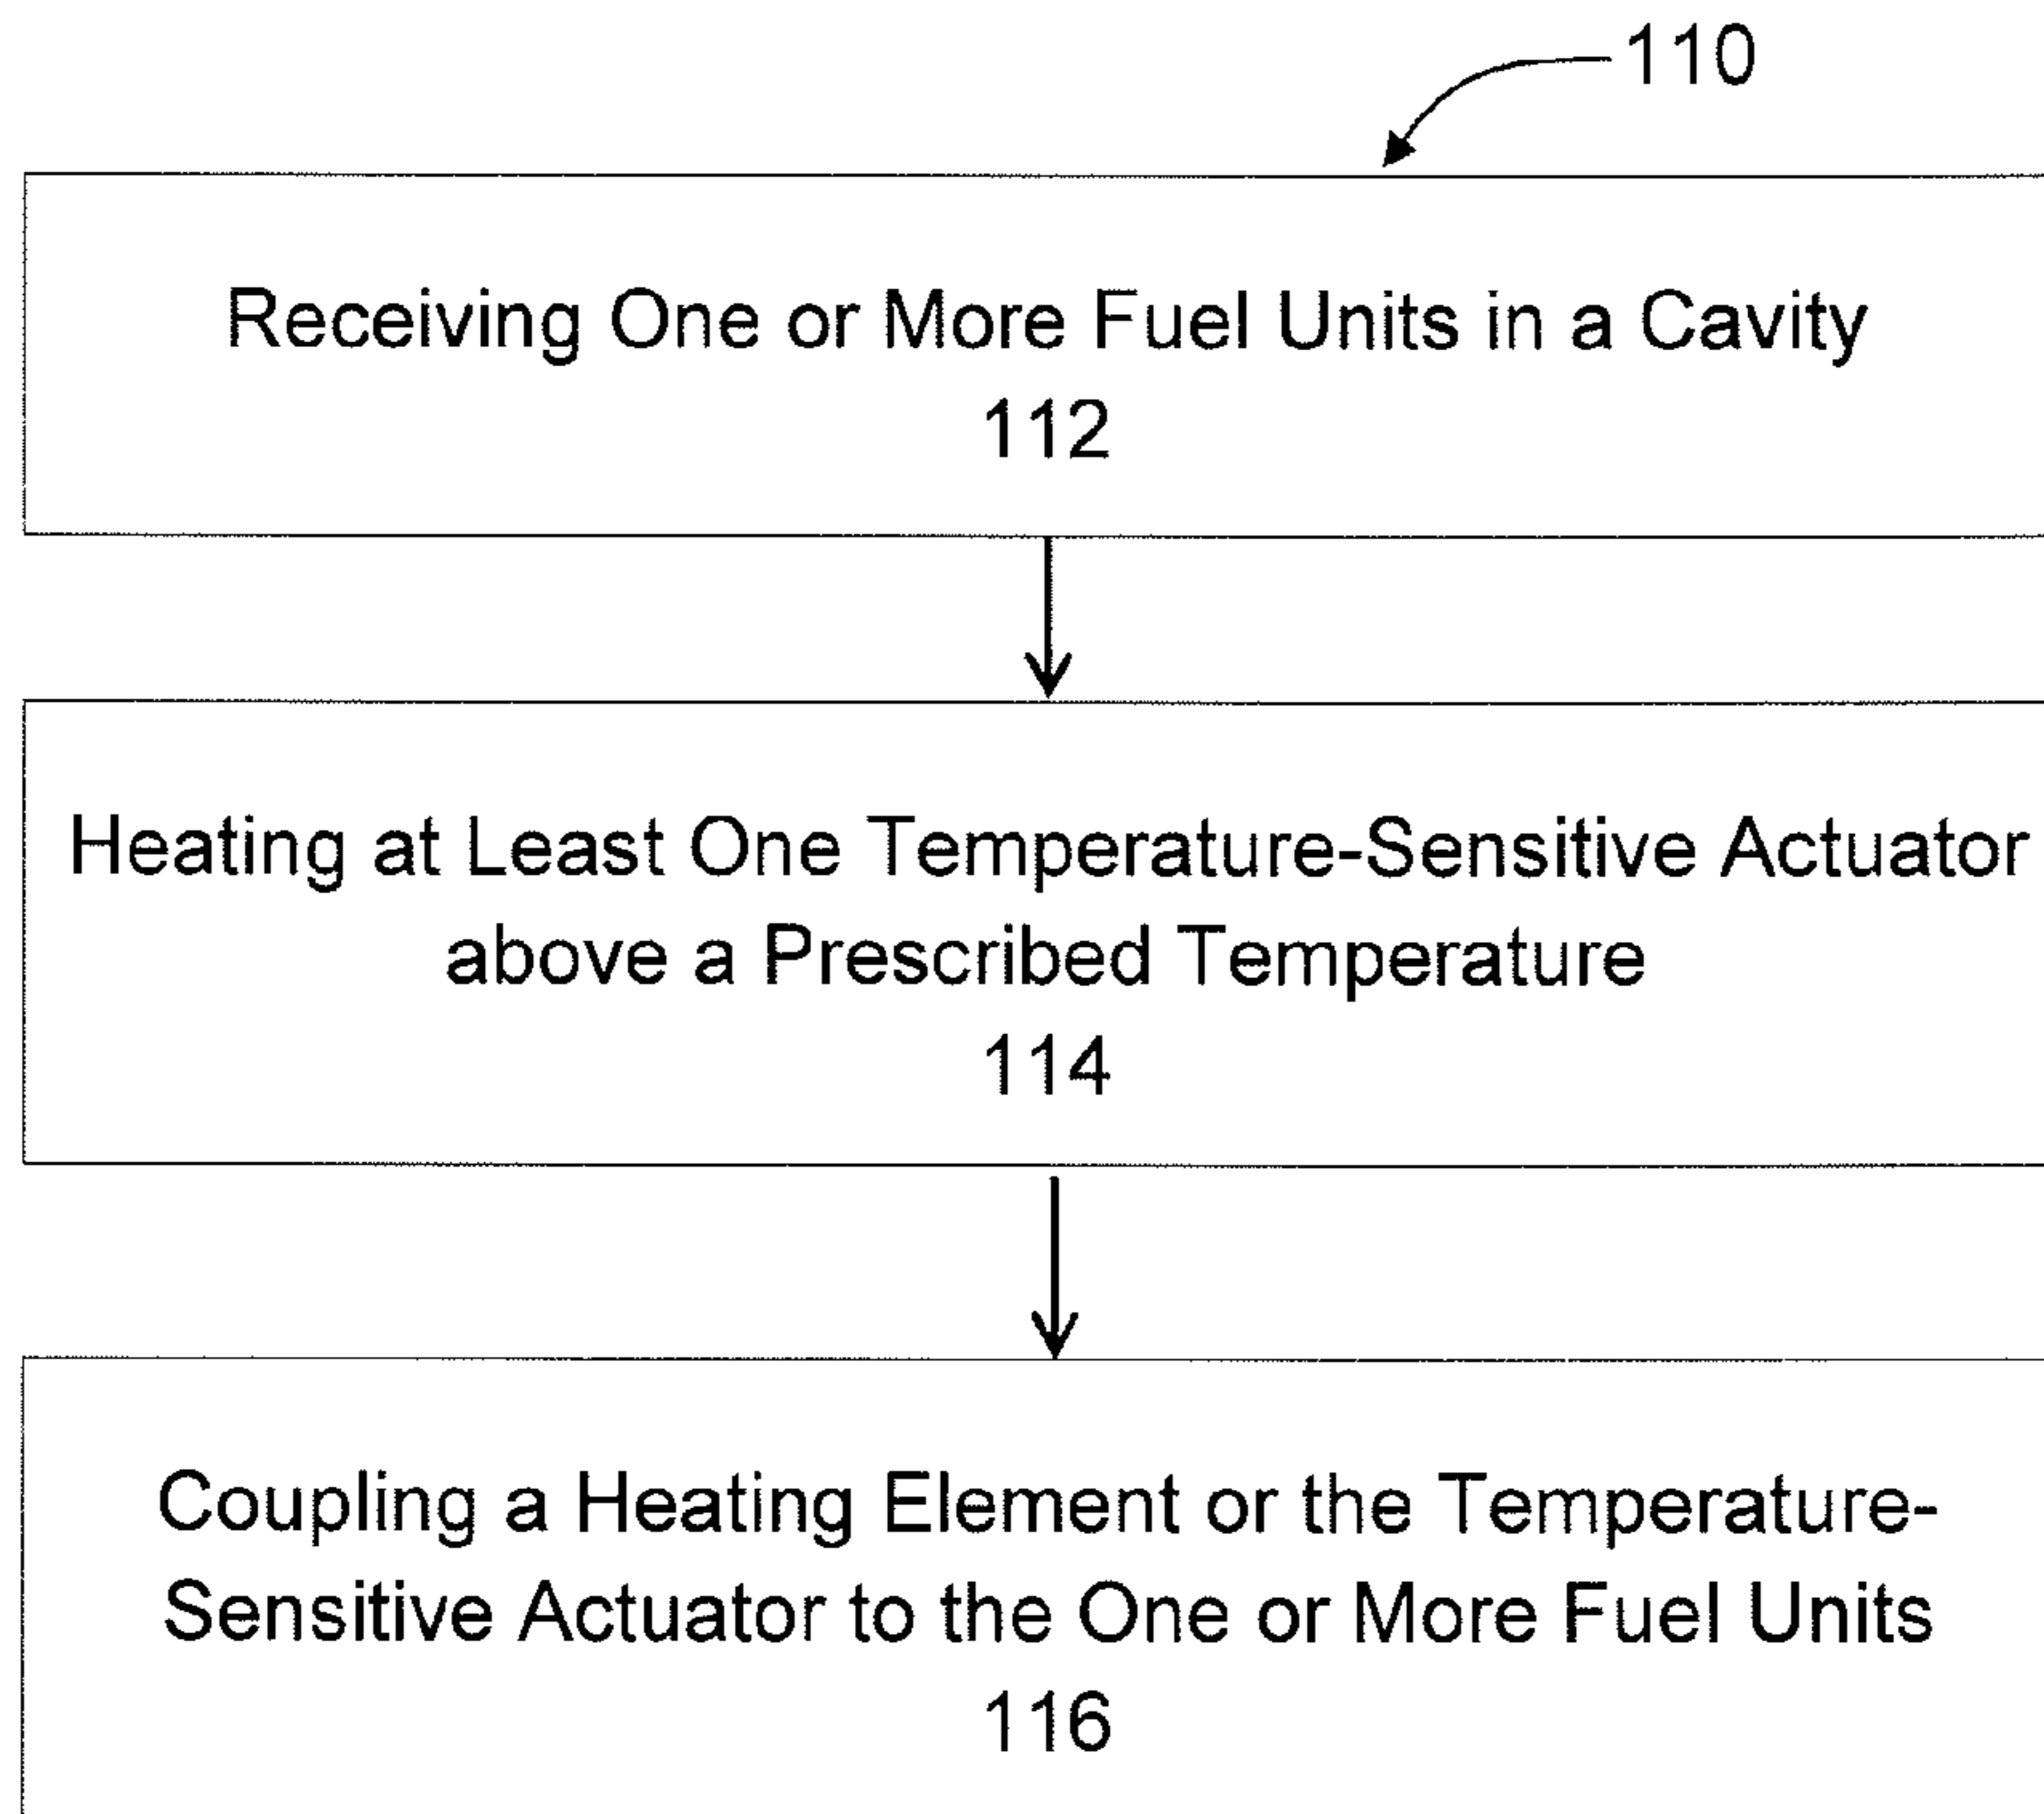 110
Receiving One or More Fuel Units in a Cavity
112
Heating at Least One Temperature-Sensitive Actuator
above a Prescribed Temperature
114
Coupling a Heating Element or the Temperature-
Sensitive Actuator to the One or More Fuel Units
116